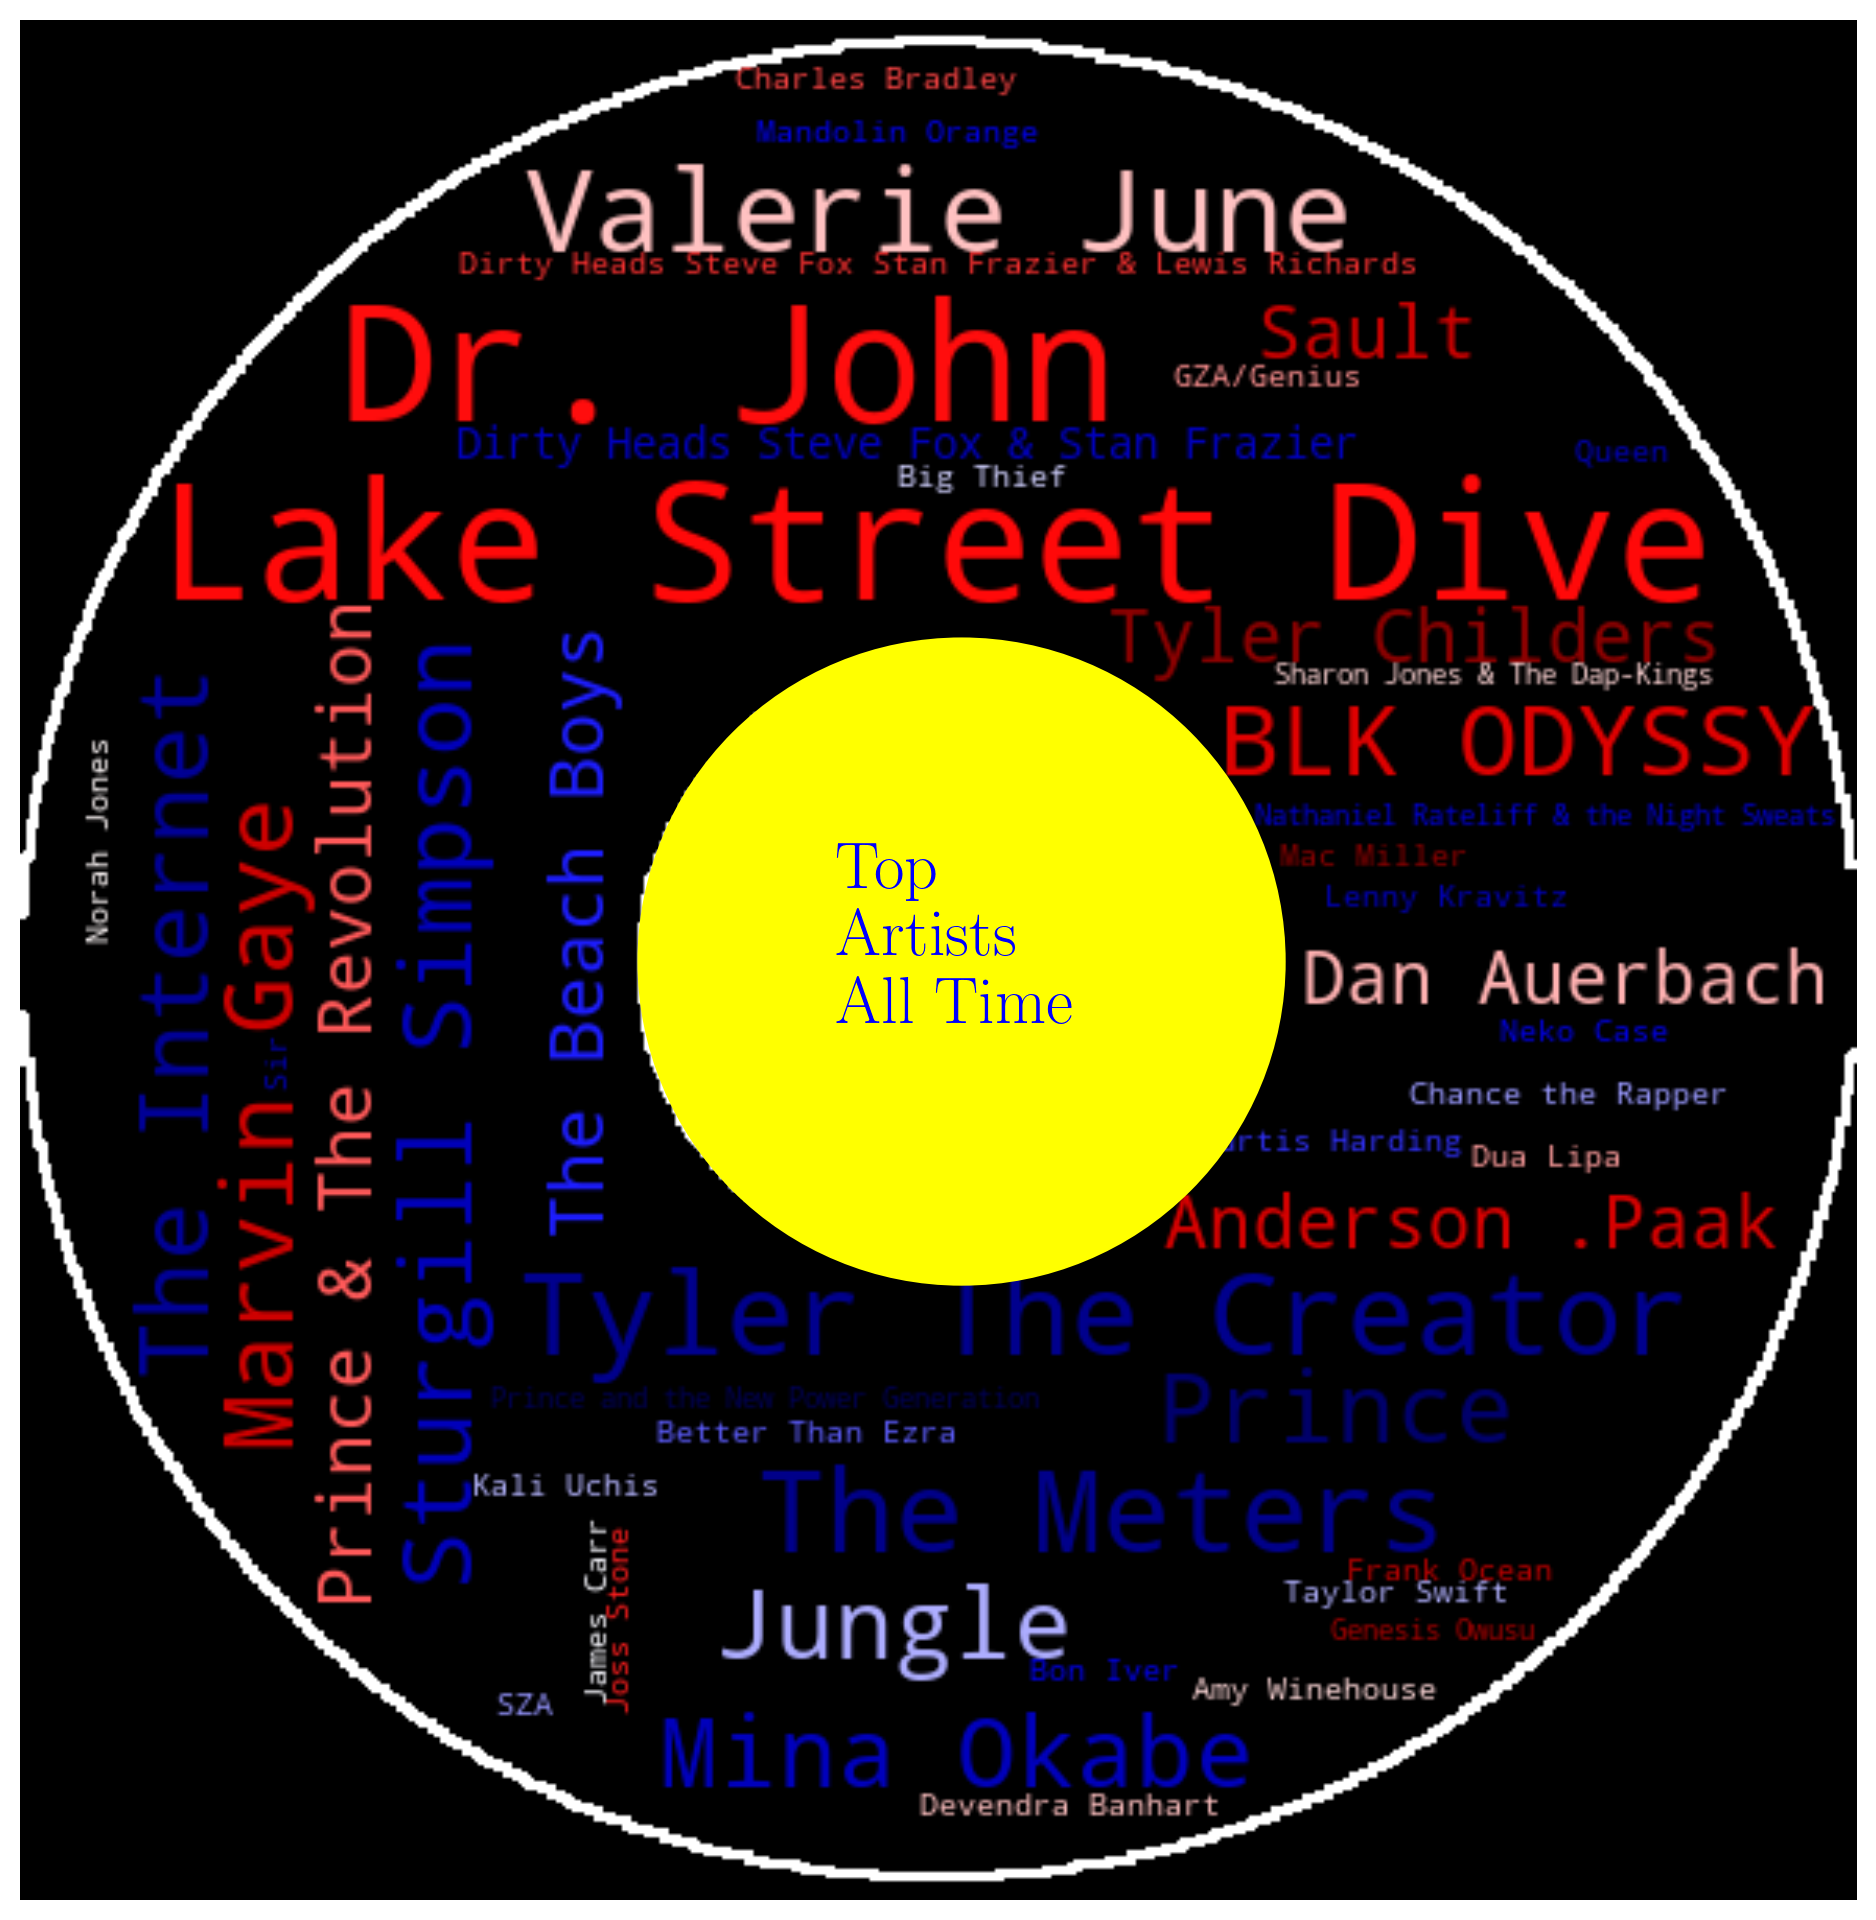 Charles Bradley
Mandolin Orange
Valerie June
Dirty Heads Steve Fox Stan Frazier & Lewis Richards
Dr. John
Sault
GZA/Genius
Dirty Heads Steve Fox & Stan Frazier
Queen
Big Thief
Lake Street Dive
Tyler Childers
Sharon Jones & The Dap-Kings
BLK ODYSSY
Nathaniel Rateliff & the Night Sweats
Mac Miller
Lenny Kravitz
Norah Jones
The Internet
Marvin Gaye
Sir
Prince & The Revolution
Sturgill Simpson
The Beach Boys
Top
Artists
All Time
Dan Auerbach
Neko Case
Chance the Rapper
Harding
Dua Lipa
Anderson .Paak
Tyler The Creator
Prince and the New Power Generation
Prince
Better Than Ezra
Kali Uchis
The Meters
James Carr
Joss Stone
Frank Ocean
Taylor Swift
Jungle
Genesis Owusu
Bon Iver
Amy Winehouse
SZA
Mina Okabe
Devendra Banhart